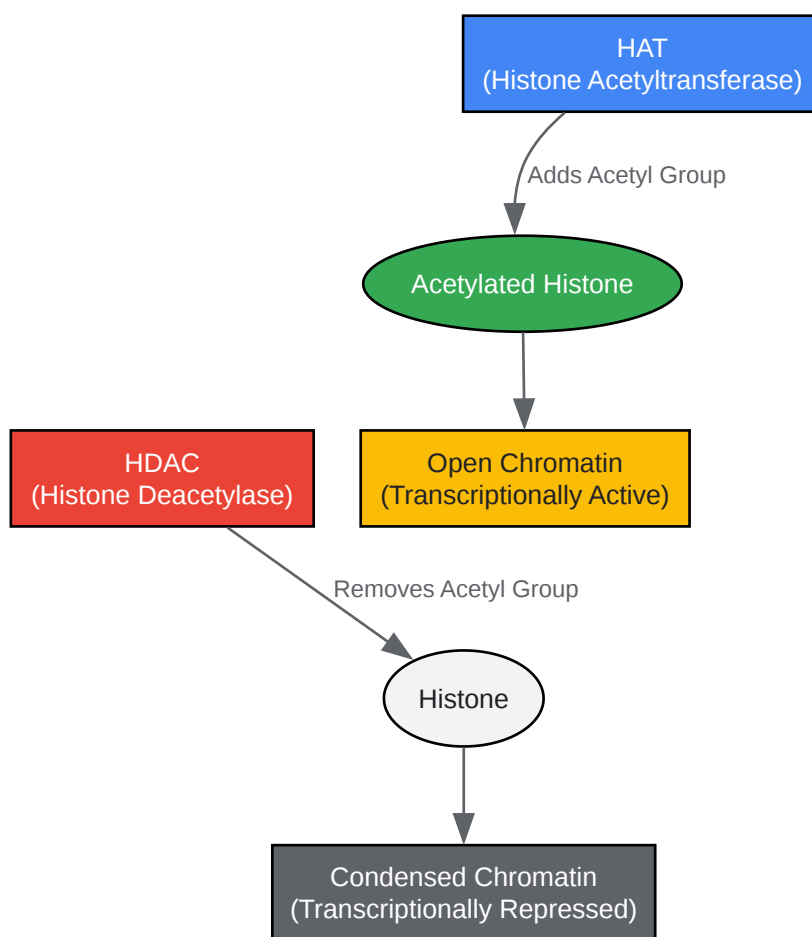 HAT
(Histone Acetyltransferase)
Adds Acetyl Group
Acetylated Histone
HDAC
(Histone Deacetylase)
Open Chromatin
(Transcriptionally Active)
Removes Acetyl Group
Histone
Condensed Chromatin
(Transcriptionally Repressed)